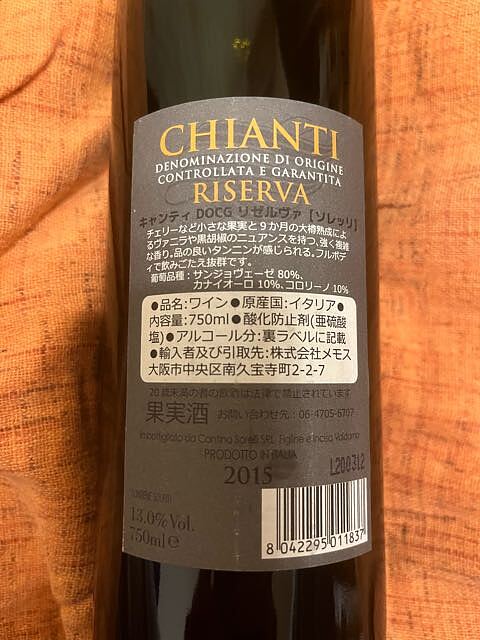 CHIANTI
DENOMINAZIONE DI ORIGINE
CONTROLLATA E GARANTITA
RISERVA
キャンティ DOCG リゼルヴァ【ソレッリ】
チェリーなど小さな果実と9か月の大樽熟成によ
るヴァニラや黒胡椒のニュアンスを持つ、強く複雑
な香り。品の良いタンニンが感じられる。フルボデ
ィで飲みごたえ抜群です。
葡萄品種：サンジョヴェーゼ 80%、
カナイオーロ 10%、コロリーノ 10%
●品名:ワイン●原産国:イタリア●
内容量:750ml●酸化防止剤(亜硫酸
塩)●アルコール分:裏ラベルに記載
●輸入者及び引取先:株式会社メモス
大阪市中央区南久宝寺町2-2-7
20歳未満の者の飲酒は法律で禁止されています
果実酒 お問い合わせ先：06-4705-6707
Imbottigliato da Cantina Sorelli SRL Figline e Incisa Valdarno
PRODOTTO IN ITALIA
2015
L200312
13.0% Vol.
750ml e
8 042295 011837